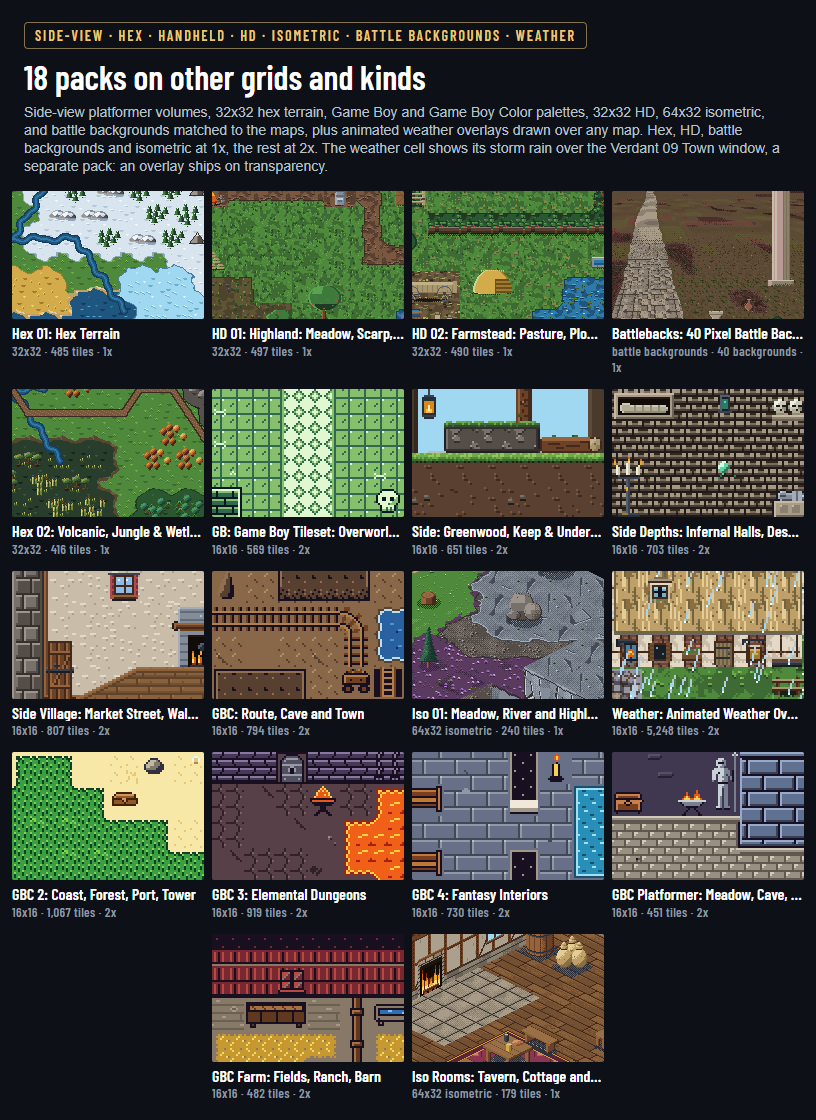 SIDE-VIEW · HEX · HANDHELD · HD · ISOMETRIC · BATTLE BACKGROUNDS · WEATHER
18 packs on other grids and kinds
Side-view platformer volumes, 32x32 hex terrain, Game Boy and Game Boy Color palettes, 32x32 HD, 64x32 isometric,
and battle backgrounds matched to the maps, plus animated weather overlays drawn over any map. Hex, HD, battle
backgrounds and isometric at 1x, the rest at 2x. The weather cell shows its storm rain over the Verdant 09 Town window, a
separate pack: an overlay ships on transparency.
Hex 01: Hex Terrain
32x32 · 485 tiles · 1x
HD 01: Highland: Meadow, Scarp,...
32x32 · 497 tiles · 1x
HD 02: Farmstead: Pasture, Plo...
32x32 · 490 tiles · 1x
Battlebacks: 40 Pixel Battle Bac...
battle backgrounds · 40 backgrounds ·
1x
Hex 02: Volcanic, Jungle & Wetl...
32x32 · 416 tiles · 1x
GB: Game Boy Tileset: Overworl...
16x16 · 569 tiles · 2x
Side: Greenwood, Keep & Under...
16x16 · 651 tiles · 2x
Side Depths: Infernal Halls, Des...
16x16 · 703 tiles · 2x
Side Village: Market Street, Wal...
16x16 · 807 tiles · 2x
GBC: Route, Cave and Town
16x16 · 794 tiles · 2x
Iso 01: Meadow, River and Highl...
64x32 isometric · 240 tiles · 1x
Weather: Animated Weather Ov...
16x16 · 5,248 tiles · 2x
GBC 2: Coast, Forest, Port, Tower
16x16 · 1,067 tiles · 2x
GBC 3: Elemental Dungeons
16x16 · 919 tiles · 2x
GBC 4: Fantasy Interiors
16x16 · 730 tiles · 2x
GBC Platformer: Meadow, Cave, ...
16x16 · 451 tiles · 2x
GBC Farm: Fields, Ranch, Barn
16x16 · 482 tiles · 2x
Iso Rooms: Tavern, Cottage and...
64x32 isometric · 179 tiles · 1x